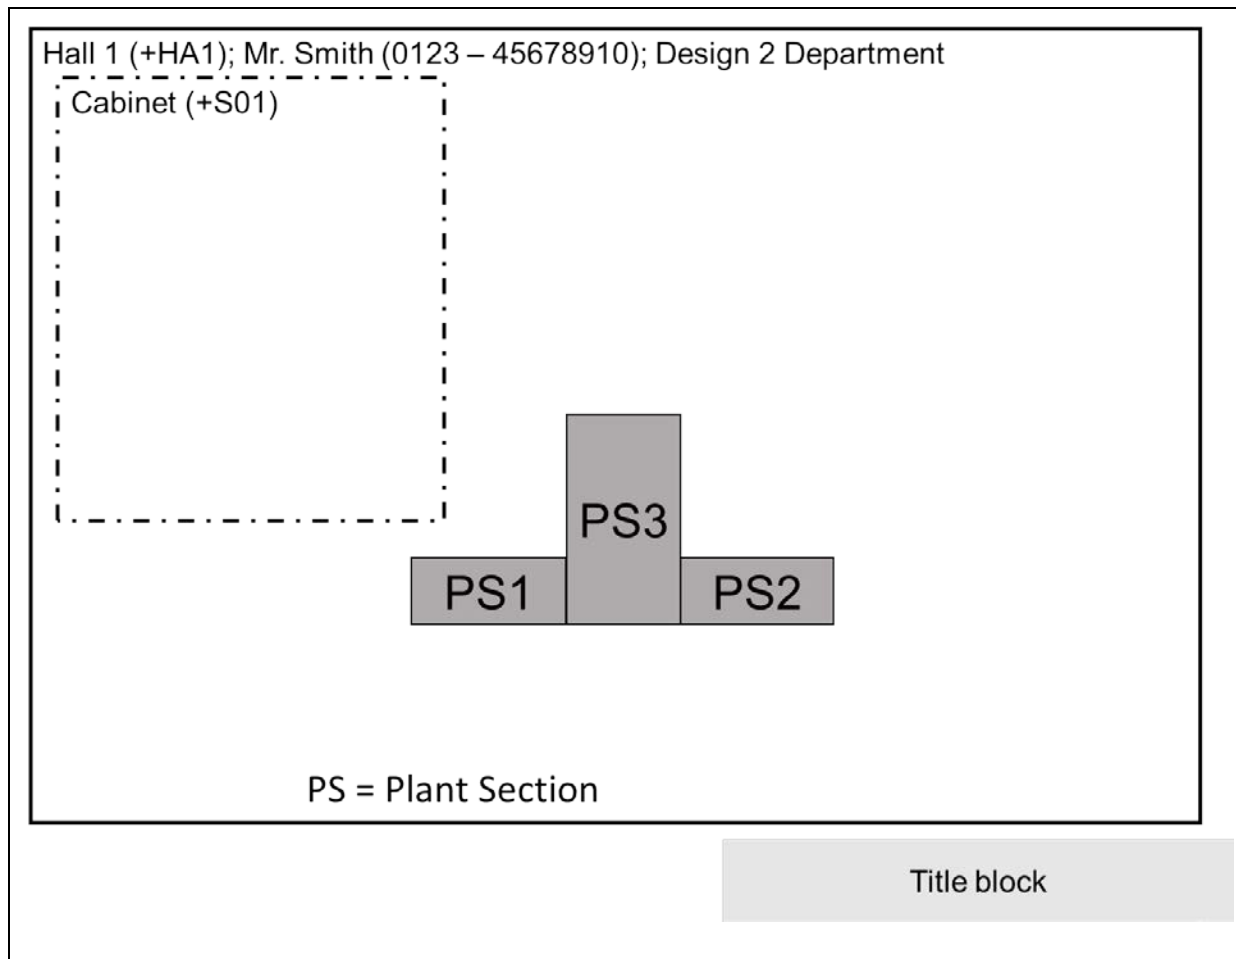 Hall 1 (+HA1); Mr. Smith (0123 – 45678910); Design 2 Department
Cabinet (+S01)
PS3
PS1
PS2
PS = Plant Section
Title block